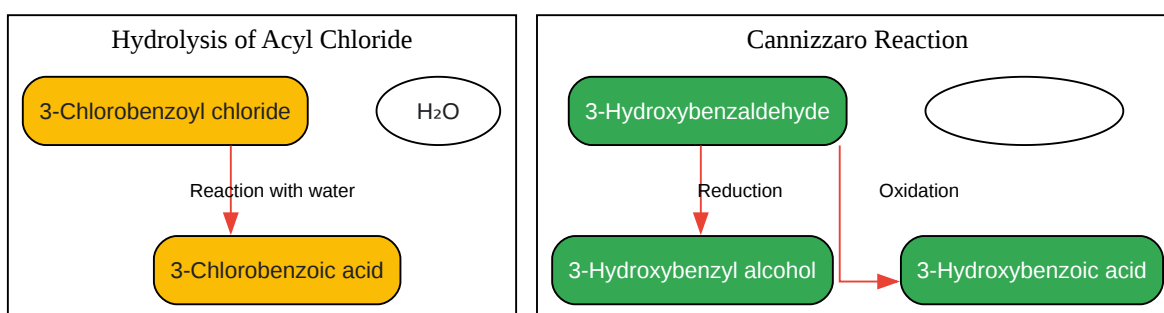 Hydrolysis of Acyl Chloride
3-Chlorobenzoyl chloride
H₂O
Reaction with water
3-Chlorobenzoic acid
Cannizzaro Reaction
3-Hydroxybenzaldehyde
Reduction
Oxidation
3-Hydroxybenzyl alcohol
3-Hydroxybenzoic acid